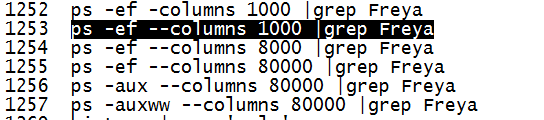 1252 ps -ef -columns 1000 |grep Freya
1253 ps -ef --columns 1000 |grep Freya
1254 ps -ef --columns 8000 |grep Freya
1255 ps -ef --columns 80000 |grep Freya
1256 ps -aux --columns 80000 |grep Freya
1257 ps -auxww --columns 80000 |grep Freya